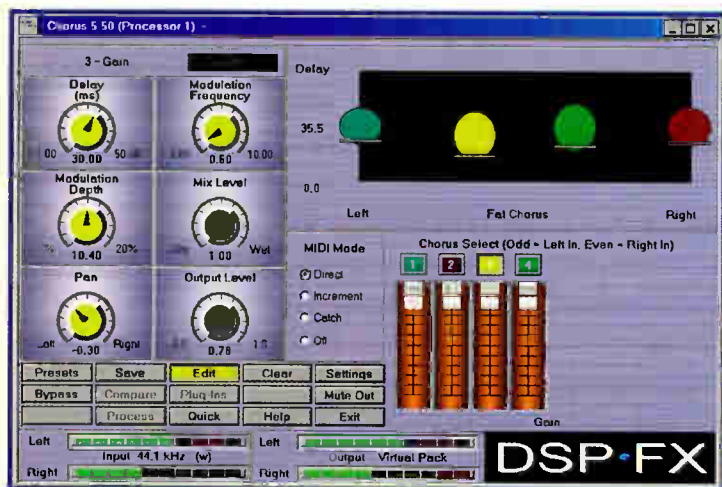 Chorus 5.50 (Processor 1) -
3 - Gain
Delay
(ms)
50
30.00
Modulation
Frequency
0.60
10.00
Modulation
Depth
%
20%
10.40
Mix Level
Wet
1.00
Pan
Left
Right
-0.30
Output Level
0.78
Delay
35.5
0.0
Left
Fat Chorus
Right
MIDI Mode
Direct
Increment
Catch
Off
Chorus Select (Odd = Left In, Even = Right In)
1
2
3
4
Gain
Presets
Save
Edit
Clear
Settings
Bypass
Compare
Plug-Ins
Mute Out
Process
Quick
Help
Exit
Left
Input 44.1 kHz (w)
Right
Left
Output Virtual Pack
Right
DSP•FX